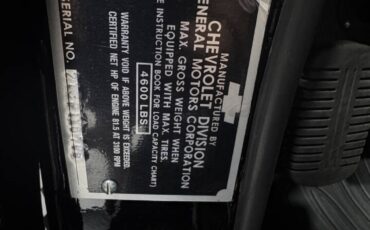 MANUFACTURED BY
CHEVROLET DIVISION
GENERAL MOTORS CORPORATION
MAX. GROSS WEIGHT WHEN
EQUIPPED WITH MAX. TIRES.
4600 LBS.
SEE INSTRUCTION BOOK FOR LOAD CAPACITY CHART)
WARRANTY VOID IF ABOVE WEIGHT IS EXCEEDED.
CERTIFIED NET HP OF ENGINE 81.5 AT 3100 RPM
SERIAL NO.